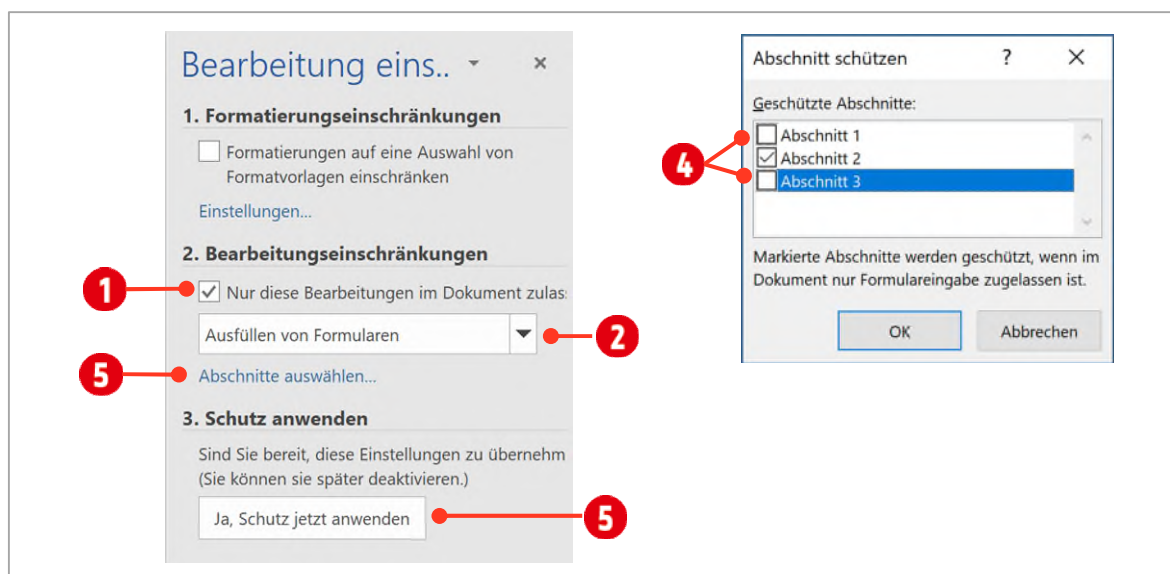 Bearbeitung eins..
1. Formatierungseinschränkungen
Formatierungen auf eine Auswahl von
Formatvorlagen einschränken
Einstellungen...
2. Bearbeitungseinschränkungen
1
Nur diese Bearbeitungen im Dokument zulas
Ausfüllen von Formularen
2
5
Abschnitte auswählen...
3. Schutz anwenden
Sind Sie bereit, diese Einstellungen zu übernehm
(Sie können sie später deaktivieren.)
Ja, Schutz jetzt anwenden
5
Abschnitt schützen ?
Geschützte Abschnitte:
Abschnitt 1
4
Abschnitt 2
Abschnitt 3
Markierte Abschnitte werden geschützt, wenn im
Dokument nur Formulareingabe zugelassen ist.
OK Abbrechen